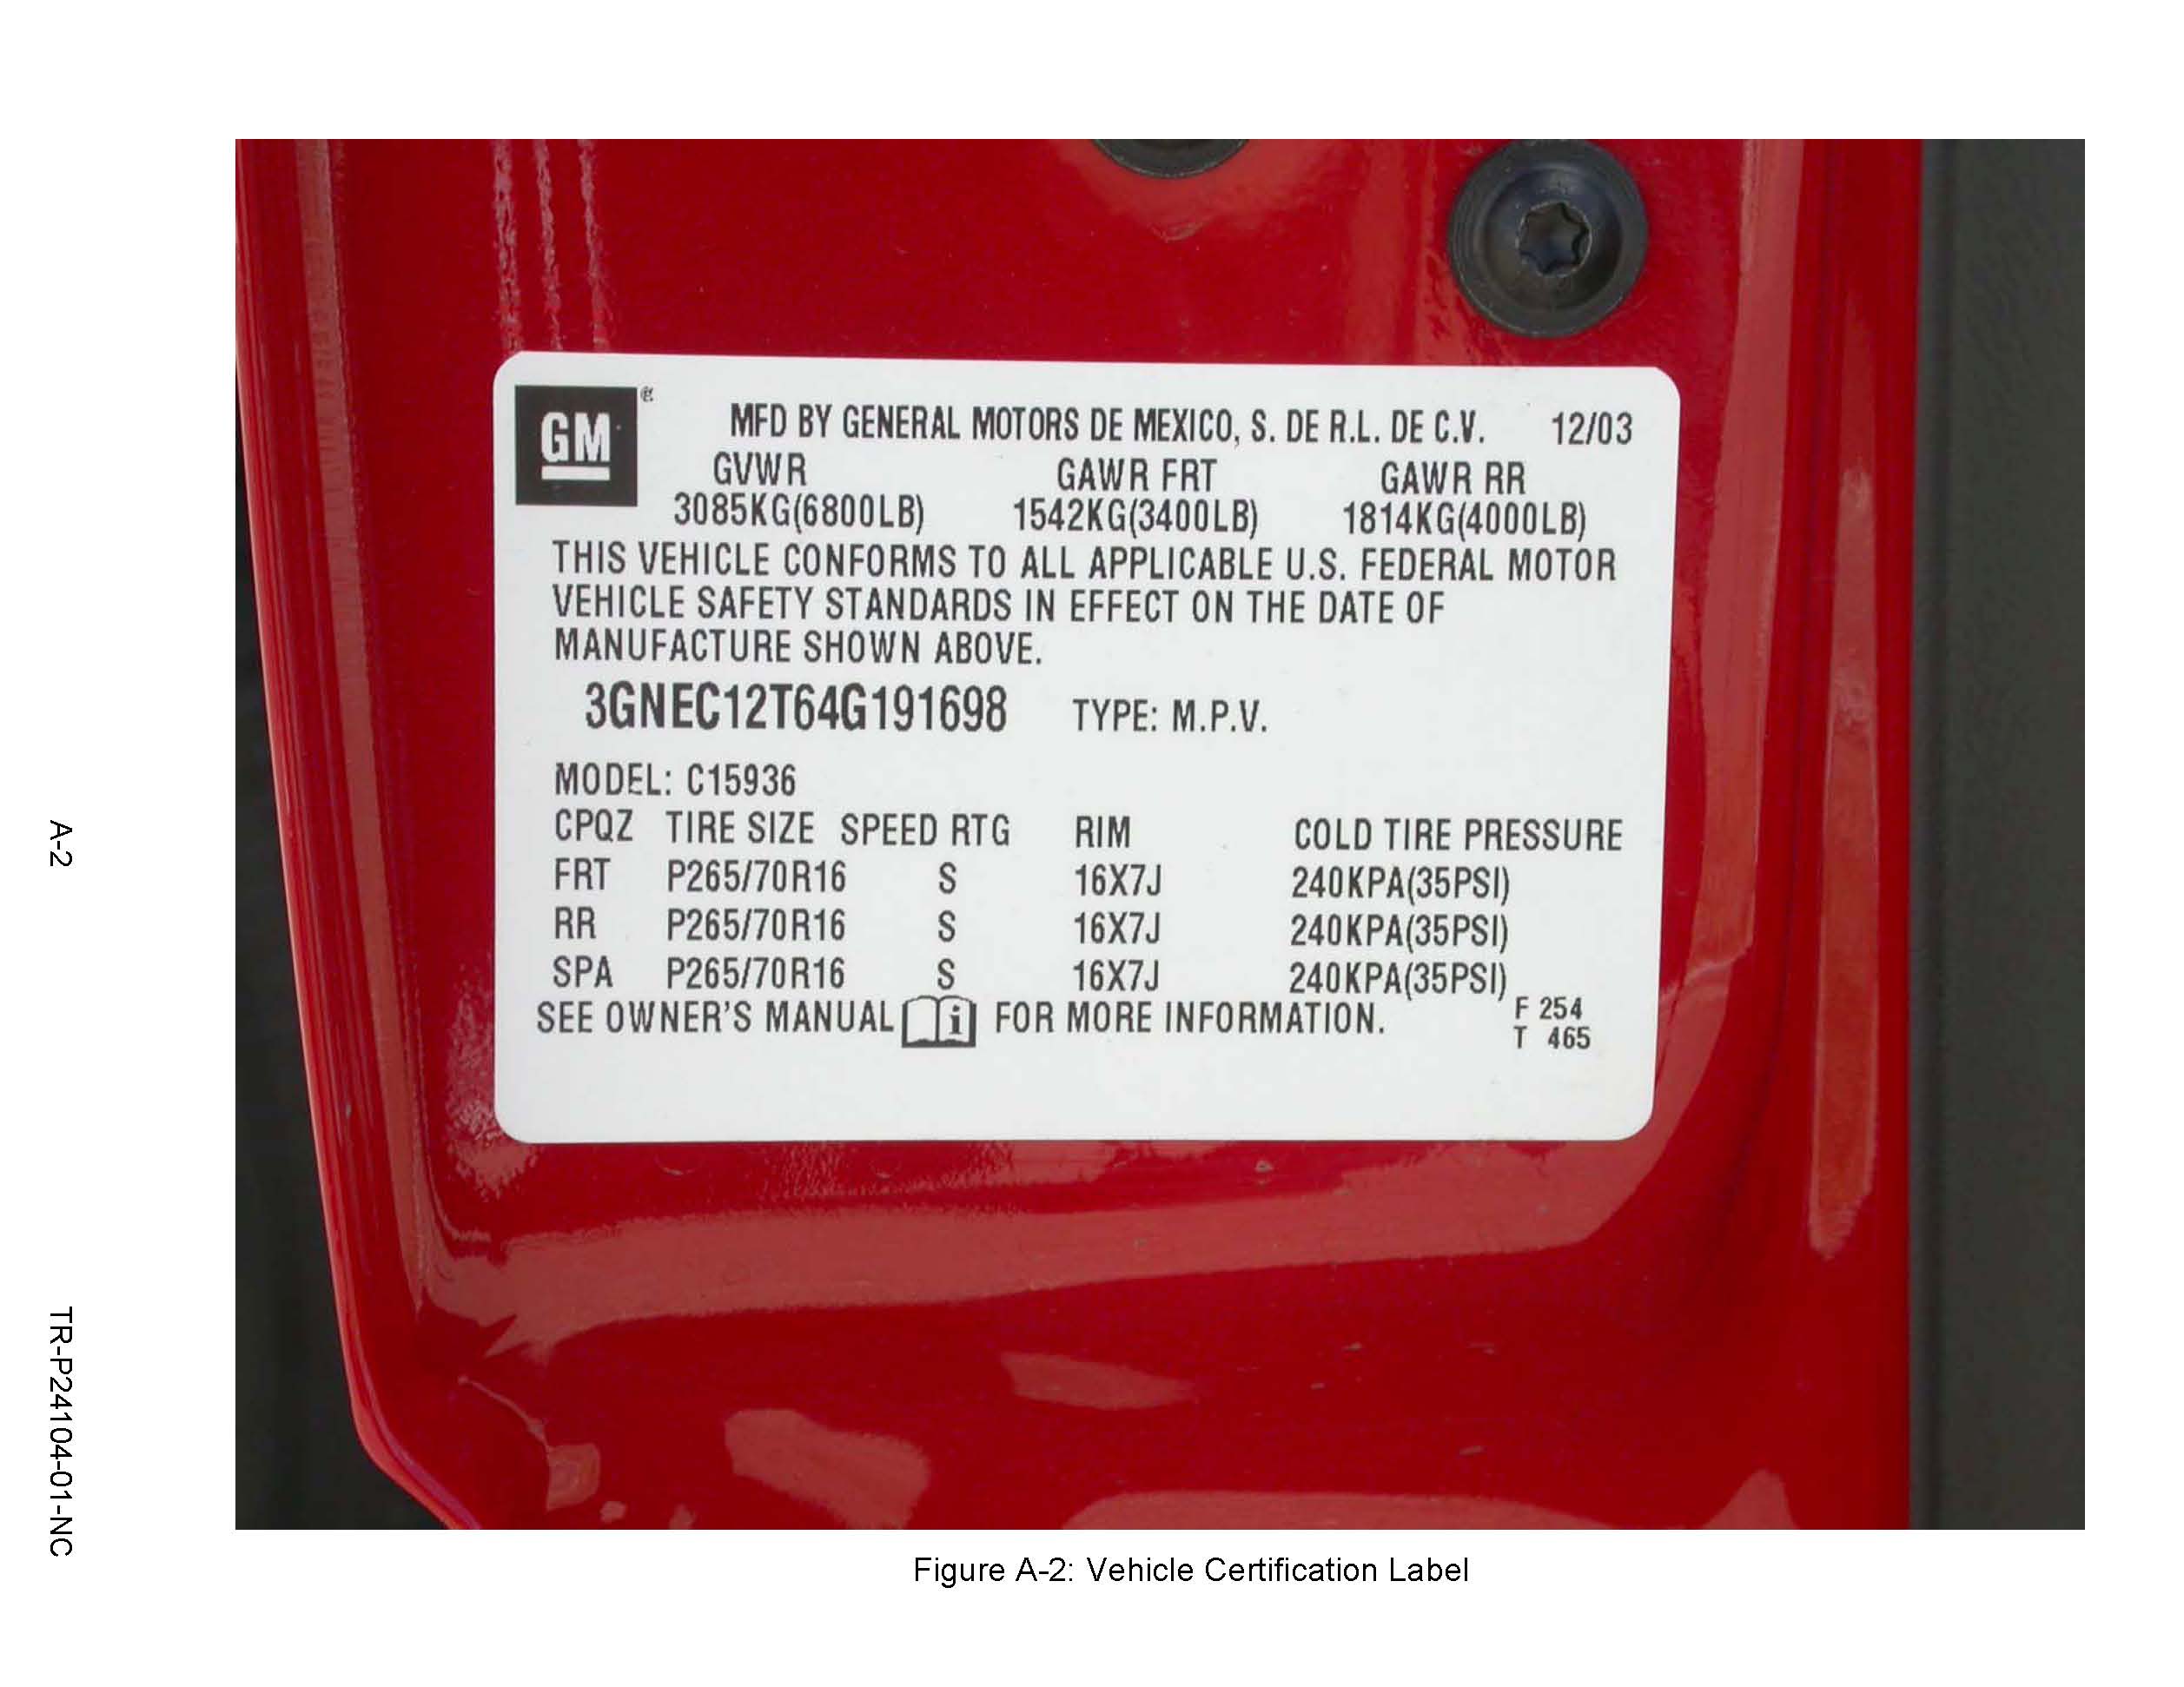 GM ®
MFD BY GENERAL MOTORS DE MEXICO, S. DE R.L. DE C.V. 12/03
GVWR GAWR FRT GAWR RR
3085KG(6800LB) 1542KG(3400LB) 1814KG(4000LB)
THIS VEHICLE CONFORMS TO ALL APPLICABLE U.S. FEDERAL MOTOR
VEHICLE SAFETY STANDARDS IN EFFECT ON THE DATE OF
MANUFACTURE SHOWN ABOVE.
3GNEC12T64G191698 TYPE: M.P.V.
MODEL: C15936
CPQZ TIRE SIZE SPEED RTG RIM COLD TIRE PRESSURE
FRT P265/70R16 S 16X7J 240KPA(35PSI)
RR P265/70R16 S 16X7J 240KPA(35PSI)
SPA P265/70R16 S 16X7J 240KPA(35PSI)
SEE OWNER'S MANUAL i FOR MORE INFORMATION. F 254
T 465
Figure A-2: Vehicle Certification Label
A-2
TR-P24104-01-NC